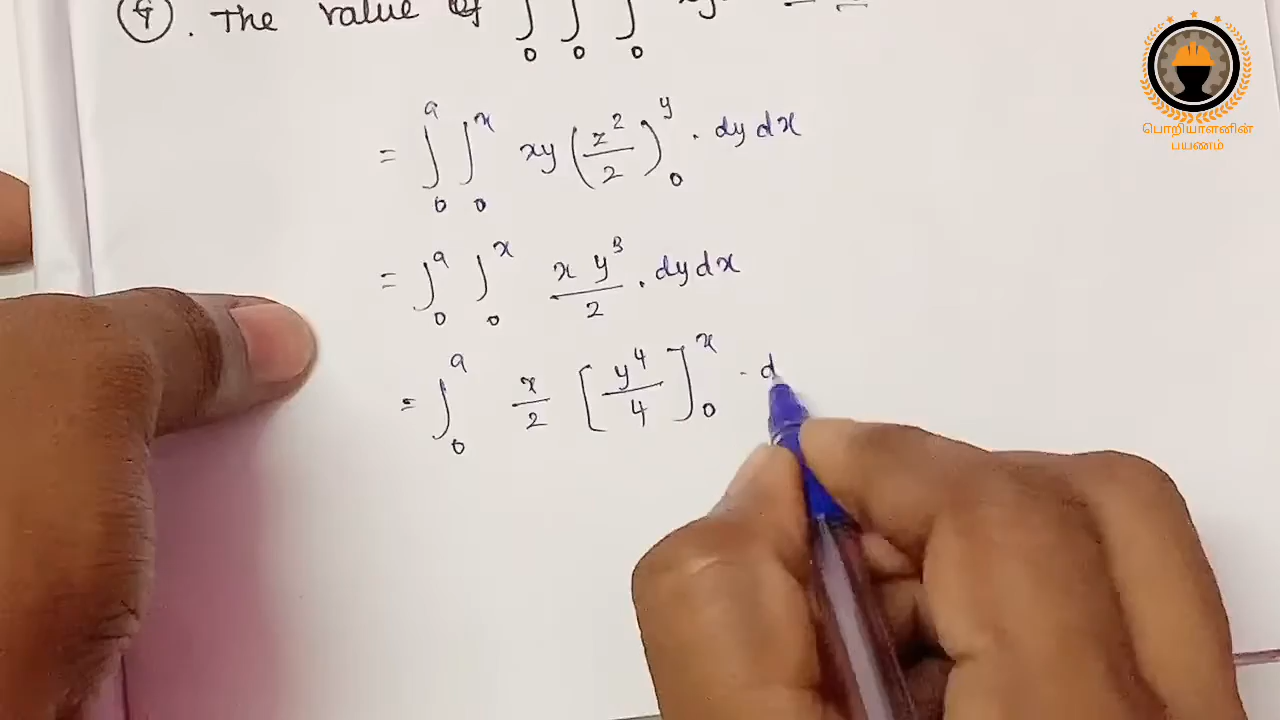 ④. The value of ∫₀ ∫₀ ∫₀
= ∫₀ᵃ ∫₀ˣ xy (z²/2)₀ʸ . dy dx
= ∫₀ᵃ ∫₀ˣ x y³/2 . dy dx
= ∫₀ᵃ x/2 [y⁴/4]₀ˣ - d
பொறியாளனின்
பயணம்